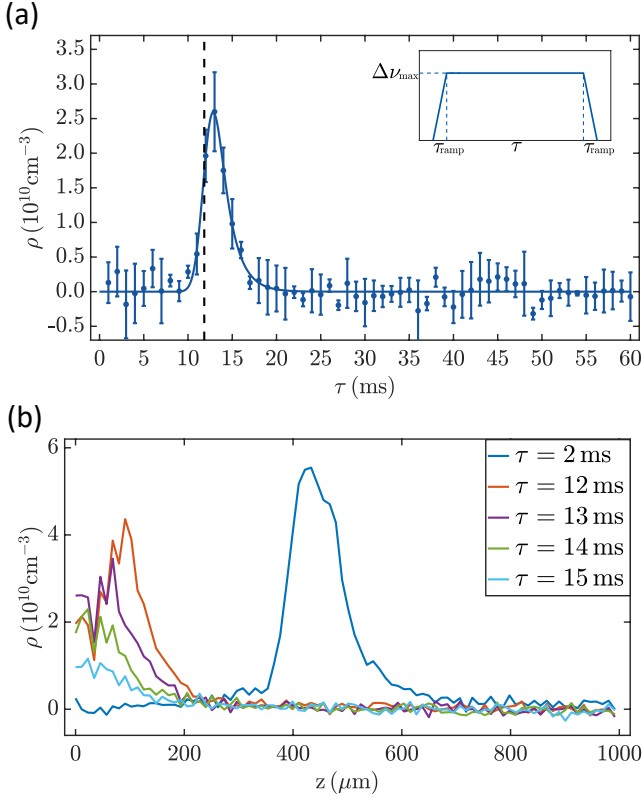 (a)
3.5
3.0
2.5
2.0
1.5
1.0
0.5
0.0
-0.5
ρ (10¹⁰cm⁻³)
0 5 10 15 20 25 30 35 40 45 50 55 60
τ (ms)
Δν_max
τ_ramp τ τ_ramp
(b)
6
4
2
0
ρ (10¹⁰cm⁻³)
τ = 2 ms
τ = 12 ms
τ = 13 ms
τ = 14 ms
τ = 15 ms
0 200 400 600 800 1000
z (μm)